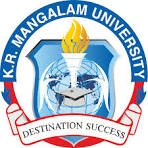 K.R. MANGALAM UNIVERSITY
DESTINATION SUCCESS